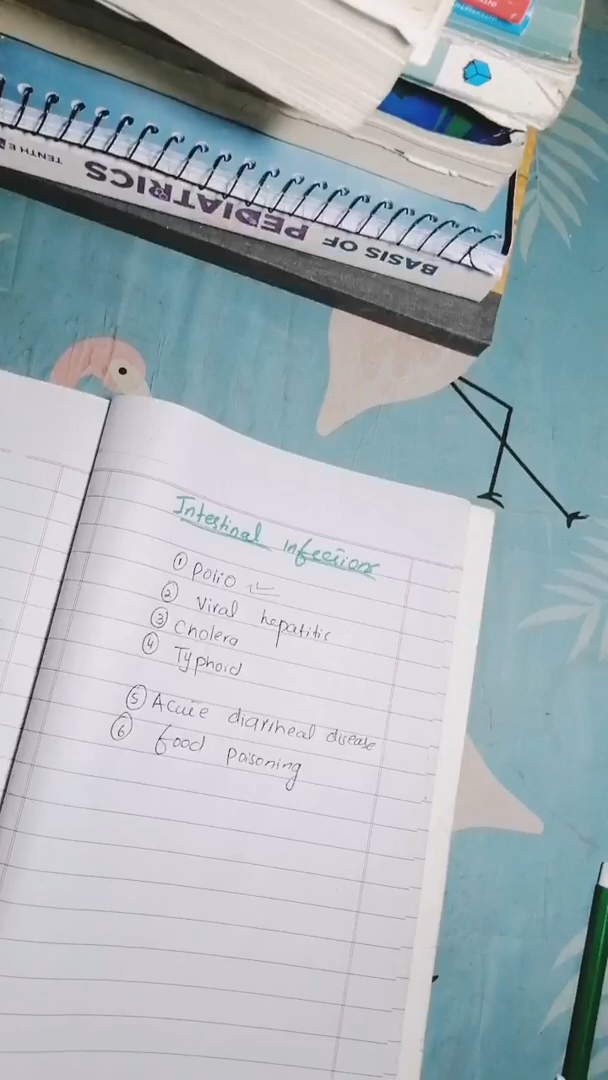 BASIS OF PEDIATRICS
TENTH E
Intestinal Infections
① Polio
② Viral hepatitis
③ Cholera
④ Typhoid
⑤ Acute diarrheal disease
⑥ food poisoning